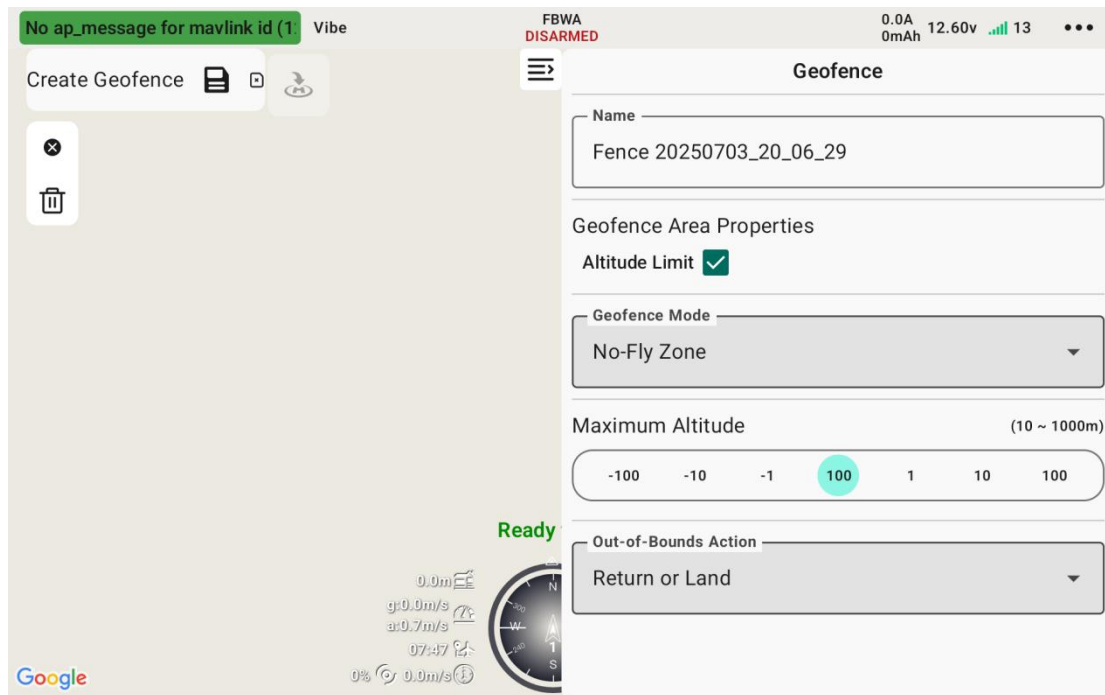 No ap_message for mavlink id (1:
Vibe
FBWA
DISARMED
0.0A
0mAh
12.60v
13
Create Geofence
Geofence
Name
Fence 20250703_20_06_29
Geofence Area Properties
Altitude Limit
Geofence Mode
No-Fly Zone
Maximum Altitude
(10 ~ 1000m)
-100 -10 -1 100 1 10 100
Out-of-Bounds Action
Return or Land
Ready
0.0m
g:0.0m/s
a:0.7m/s
07:47
0% 0.0m/s
N
300
W
240
S
1
Google